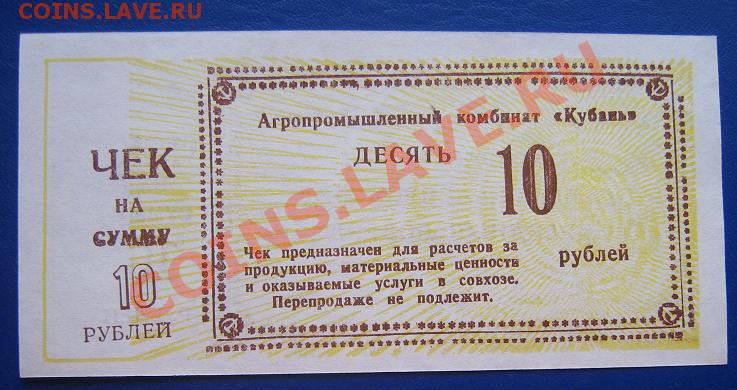 COINS.LAVE.RU
ЧЕК
НА
СУММУ
10
РУБЛЕЙ
Агропромышленный комбинат «Кубань»
ДЕСЯТЬ
10
рублей
Чек предназначен для расчетов за
продукцию, материальные ценности
и оказываемые услуги в совхозе.
Перепродаже не подлежит.
COINS.LAVE.RU